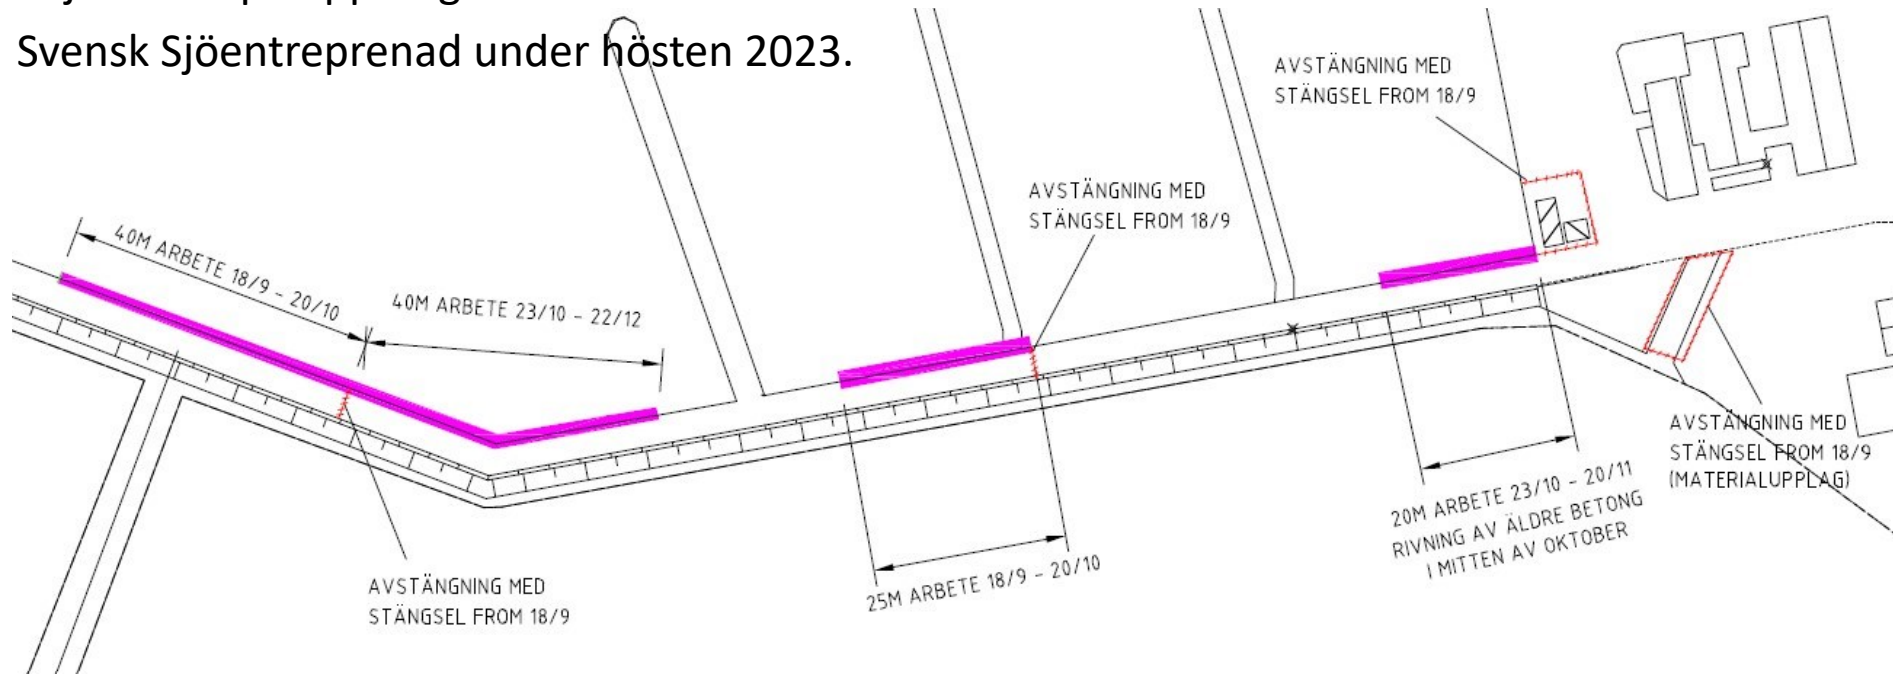 Svensk Sjöentreprenad under hösten 2023.
AVSTÄNGNING MED
STÄNGSEL FROM 18/9
AVSTÄNGNING MED
STÄNGSEL FROM 18/9
40M ARBETE 18/9 - 20/10
40M ARBETE 23/10 - 22/12
AVSTÄNGNING MED
STÄNGSEL FROM 18/9
(MATERIALUPPLAG)
20M ARBETE 23/10 - 20/11
RIVNING AV ÄLDRE BETONG
I MITTEN AV OKTOBER
25M ARBETE 18/9 - 20/10
AVSTÄNGNING MED
STÄNGSEL FROM 18/9